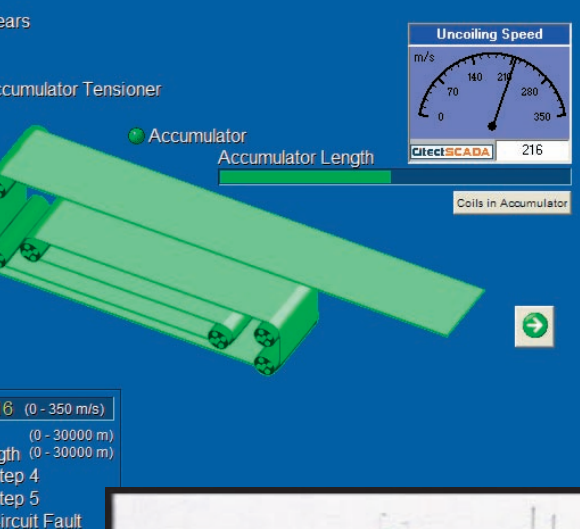 ears
Uncoiling Speed
m/s
0
70
140
210
280
350
CitectSCADA
216
ccumulator Tensioner
Accumulator
Accumulator Length
Coils in Accumulator
6 (0 - 350 m/s)
(0 - 30000 m)
gth (0 - 30000 m)
tep 4
tep 5
ircuit Fault